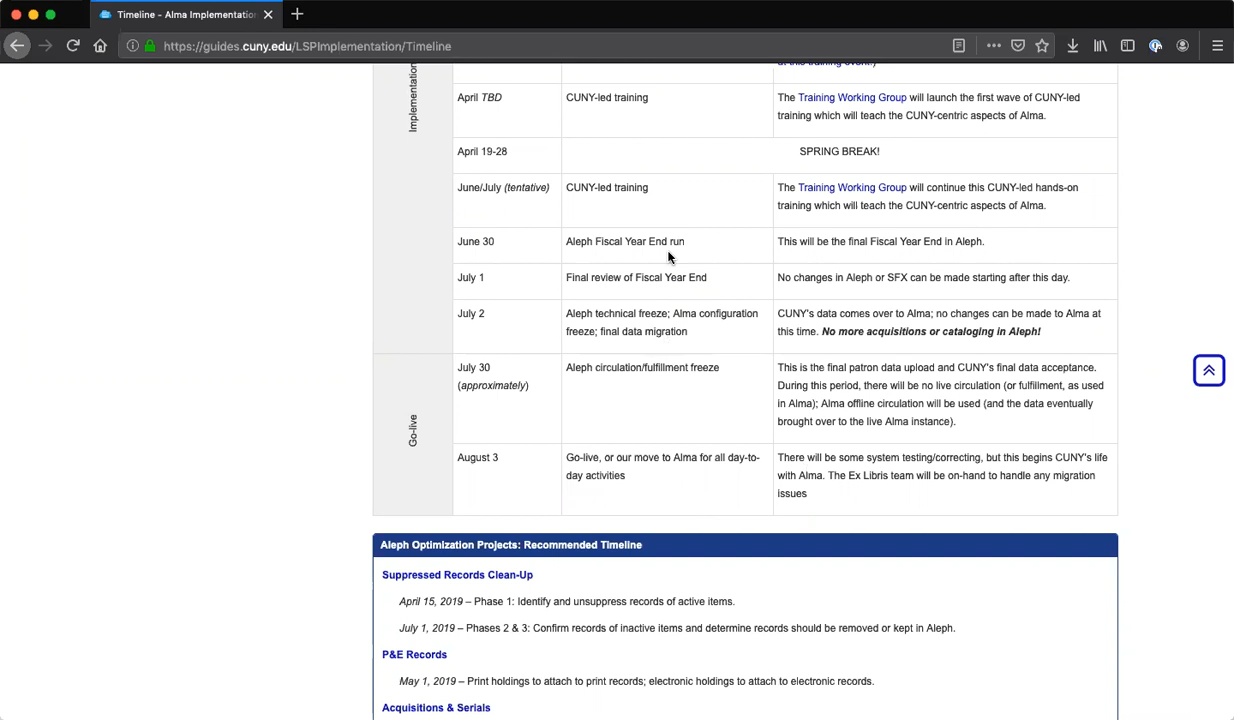 Timeline - Alma Implementatio
https://guides.cuny.edu/LSPImplementation/Timeline
at this training event!)
Implementation
April TBD
CUNY-led training
The Training Working Group will launch the first wave of CUNY-led
training which will teach the CUNY-centric aspects of Alma.
April 19-28
SPRING BREAK!
June/July (tentative)
CUNY-led training
The Training Working Group will continue this CUNY-led hands-on
training which will teach the CUNY-centric aspects of Alma.
June 30
Aleph Fiscal Year End run
This will be the final Fiscal Year End in Aleph.
July 1
Final review of Fiscal Year End
No changes in Aleph or SFX can be made starting after this day.
July 2
Aleph technical freeze; Alma configuration
freeze; final data migration
CUNY's data comes over to Alma; no changes can be made to Alma at
this time. No more acquisitions or cataloging in Aleph!
Go-live
July 30
(approximately)
Aleph circulation/fulfillment freeze
This is the final patron data upload and CUNY's final data acceptance.
During this period, there will be no live circulation (or fulfillment, as used
in Alma); Alma offline circulation will be used (and the data eventually
brought over to the live Alma instance).
August 3
Go-live, or our move to Alma for all day-to-
day activities
There will be some system testing/correcting, but this begins CUNY's life
with Alma. The Ex Libris team will be on-hand to handle any migration
issues
Aleph Optimization Projects: Recommended Timeline
Suppressed Records Clean-Up
April 15, 2019 – Phase 1: Identify and unsuppress records of active items.
July 1, 2019 – Phases 2 & 3: Confirm records of inactive items and determine records should be removed or kept in Aleph.
P&E Records
May 1, 2019 – Print holdings to attach to print records; electronic holdings to attach to electronic records.
Acquisitions & Serials